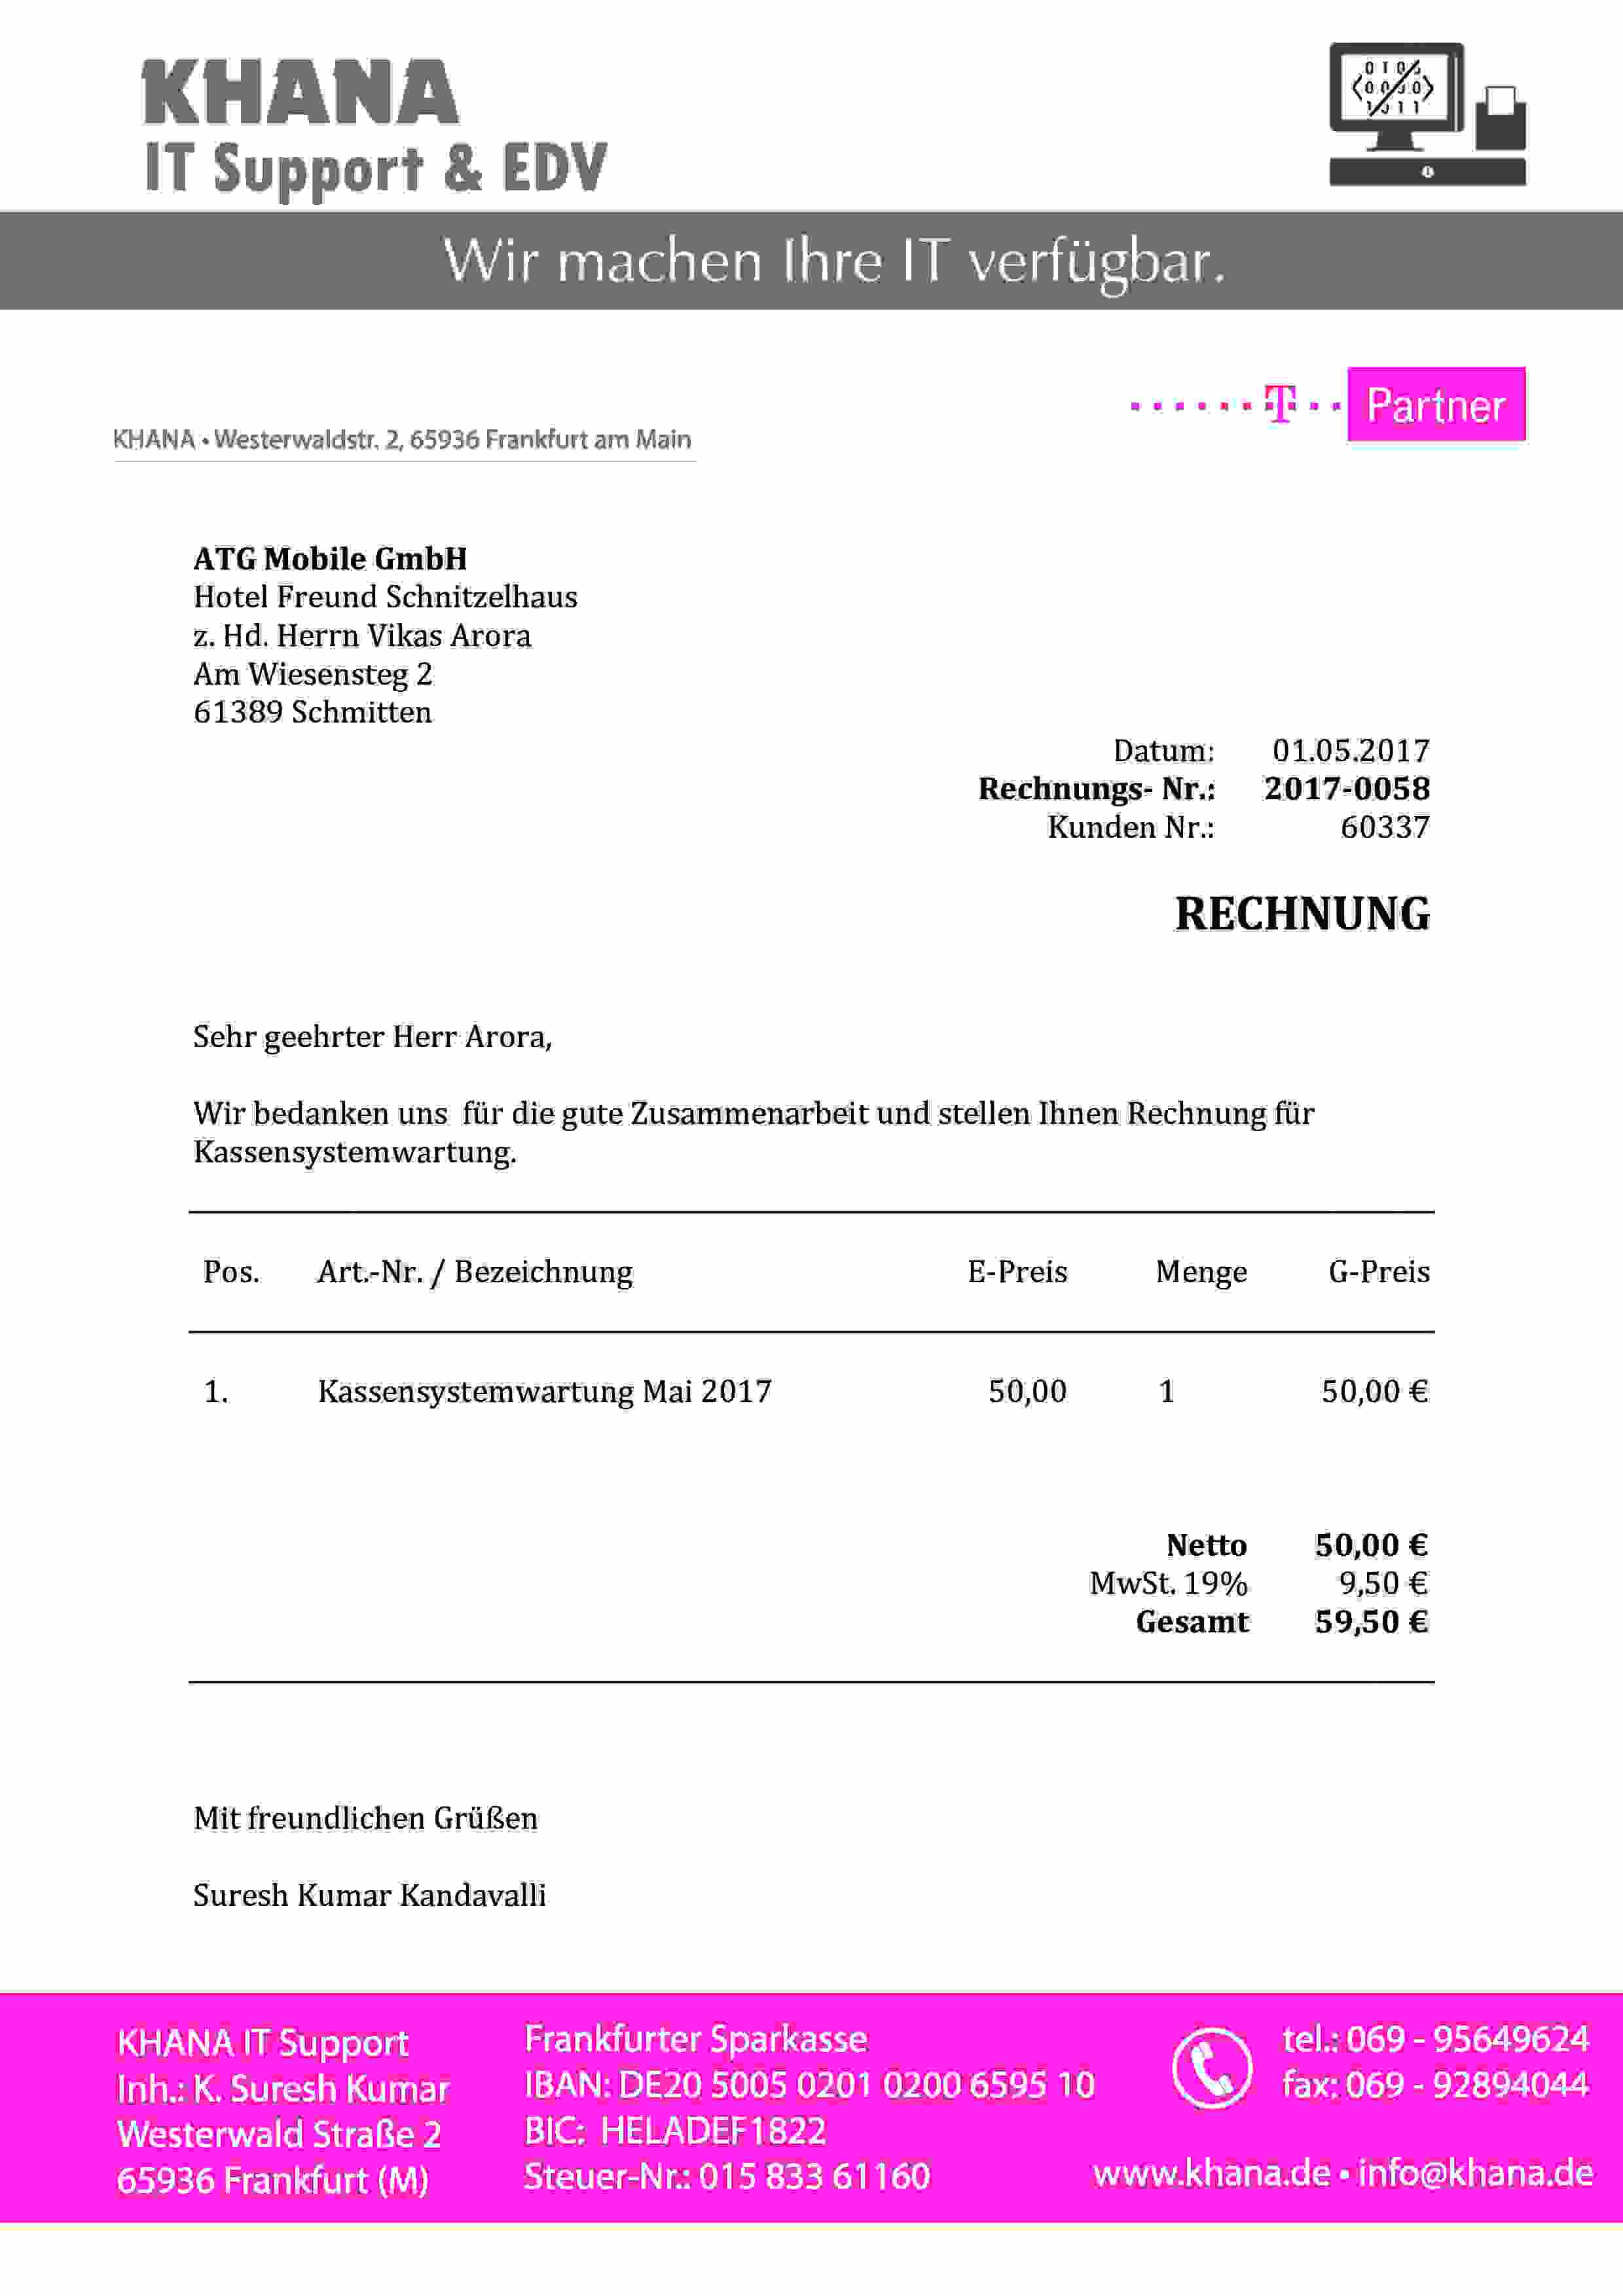 KHANA
IT Support & EDV
Wir machen Ihre IT verfügbar.
T Partner
KHANA • Westerwaldstr. 2, 65936 Frankfurt am Main
ATG Mobile GmbH
Hotel Freund Schnitzelhaus
z. Hd. Herrn Vikas Arora
Am Wiesensteg 2
61389 Schmitten
Datum: 01.05.2017
Rechnungs- Nr.: 2017-0058
Kunden Nr.: 60337
RECHNUNG
Sehr geehrter Herr Arora,
Wir bedanken uns für die gute Zusammenarbeit und stellen Ihnen Rechnung für
Kassensystemwartung.
Pos. Art.-Nr. / Bezeichnung E-Preis Menge G-Preis
1. Kassensystemwartung Mai 2017 50,00 1 50,00 €
Netto 50,00 €
MwSt. 19% 9,50 €
Gesamt 59,50 €
Mit freundlichen Grüßen
Suresh Kumar Kandavalli
KHANA IT Support
Inh.: K. Suresh Kumar
Westerwald Straße 2
65936 Frankfurt (M)
Frankfurter Sparkasse
IBAN: DE20 5005 0201 0200 6595 10
BIC: HELADEF1822
Steuer-Nr.: 015 833 61160
tel.: 069 - 95649624
fax: 069 - 92894044
www.khana.de • info@khana.de